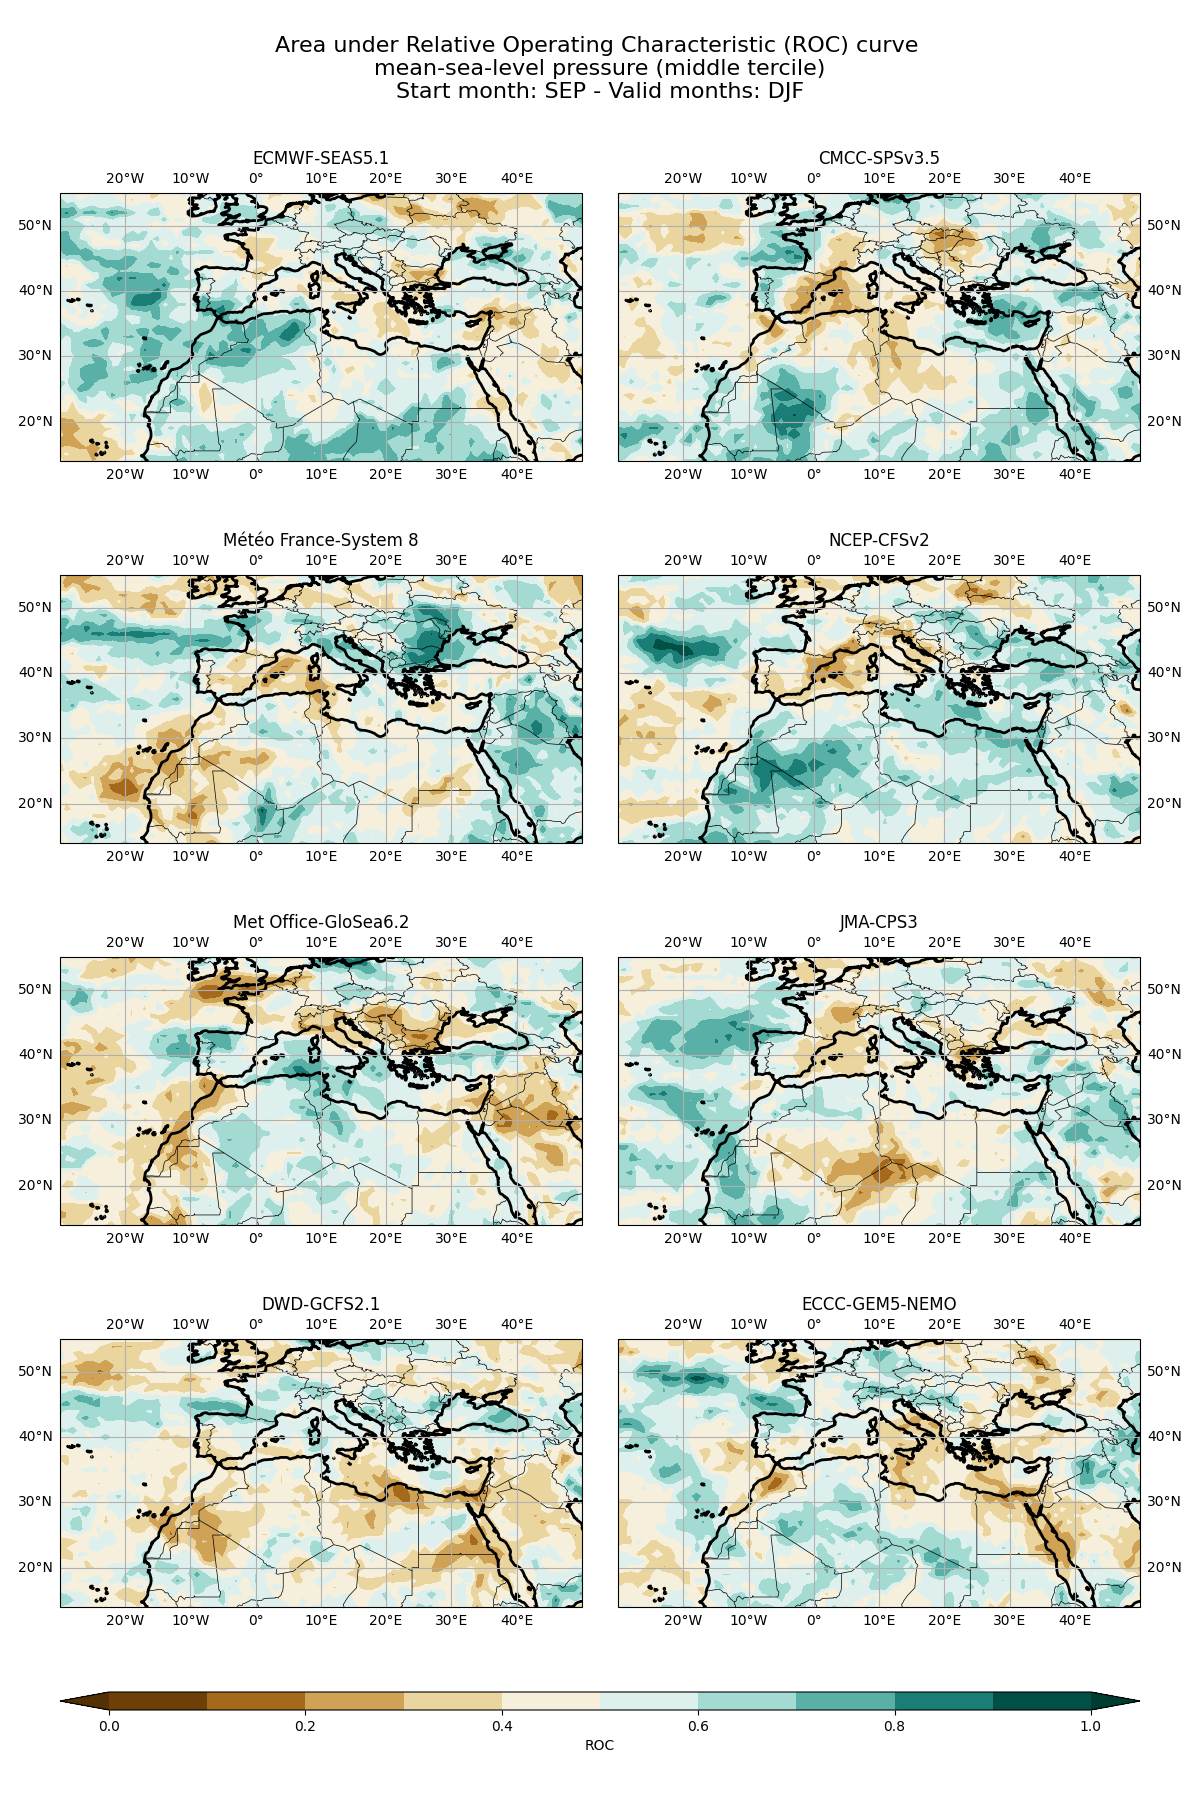 Area under Relative Operating Characteristic (ROC) curve
mean-sea-level pressure (middle tercile)
Start month: SEP - Valid months: DJF
ECMWF-SEAS5.1
20°W 10°W 0° 10°E 20°E 30°E 40°E
50°N
40°N
30°N
20°N
20°W 10°W 0° 10°E 20°E 30°E 40°E
CMCC-SPSv3.5
20°W 10°W 0° 10°E 20°E 30°E 40°E
50°N
40°N
30°N
20°N
20°W 10°W 0° 10°E 20°E 30°E 40°E
Météo France-System 8
20°W 10°W 0° 10°E 20°E 30°E 40°E
50°N
40°N
30°N
20°N
20°W 10°W 0° 10°E 20°E 30°E 40°E
NCEP-CFSv2
20°W 10°W 0° 10°E 20°E 30°E 40°E
50°N
40°N
30°N
20°N
20°W 10°W 0° 10°E 20°E 30°E 40°E
Met Office-GloSea6.2
20°W 10°W 0° 10°E 20°E 30°E 40°E
50°N
40°N
30°N
20°N
20°W 10°W 0° 10°E 20°E 30°E 40°E
JMA-CPS3
20°W 10°W 0° 10°E 20°E 30°E 40°E
50°N
40°N
30°N
20°N
20°W 10°W 0° 10°E 20°E 30°E 40°E
DWD-GCFS2.1
20°W 10°W 0° 10°E 20°E 30°E 40°E
50°N
40°N
30°N
20°N
20°W 10°W 0° 10°E 20°E 30°E 40°E
ECCC-GEM5-NEMO
20°W 10°W 0° 10°E 20°E 30°E 40°E
50°N
40°N
30°N
20°N
20°W 10°W 0° 10°E 20°E 30°E 40°E
0.0 0.2 0.4 0.6 0.8 1.0
ROC